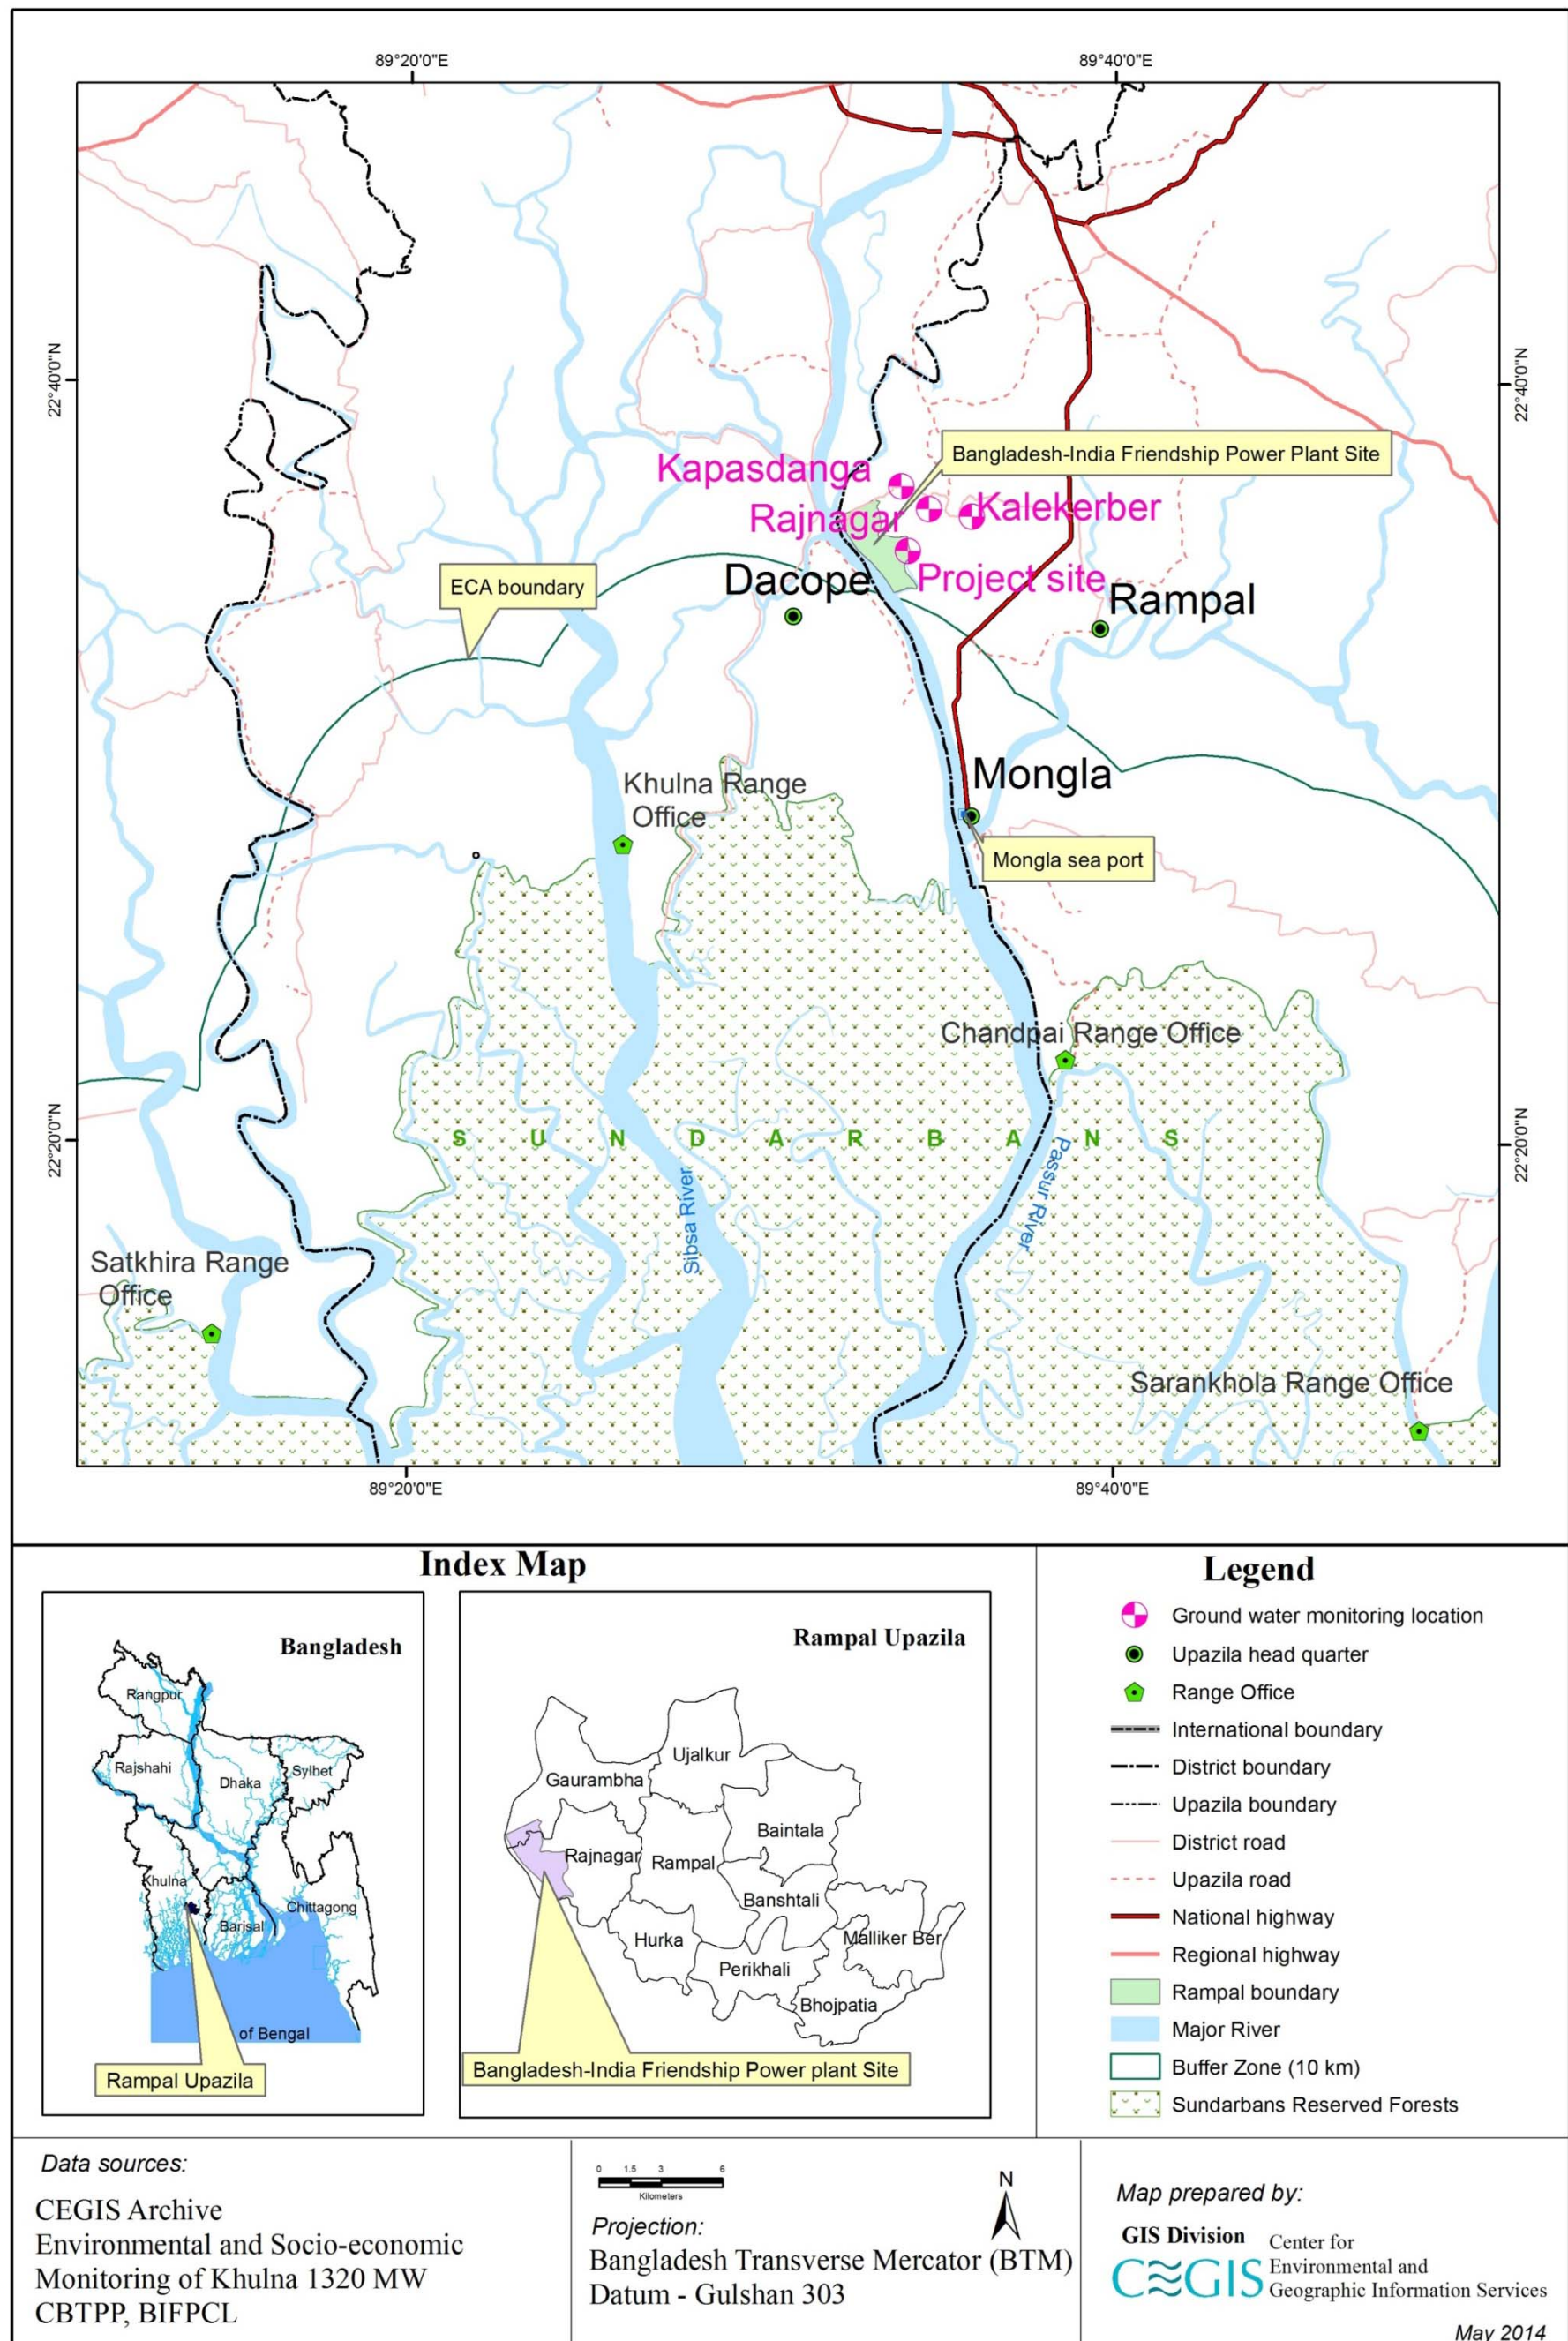 89°20'0"E
89°40'0"E
22°40'0"N
22°40'0"N
Bangladesh-India Friendship Power Plant Site
Kapasdanga
Rajnagar
Kalekerber
Project site
ECA boundary
Dacope
Rampal
Khulna Range
Office
Mongla
Mongla sea port
Chandpai Range Office
22°20'0"N
22°20'0"N
S U N D A R B A N S
Sibsa River
Passur River
Satkhira Range
Office
Sarankhola Range Office
89°20'0"E
89°40'0"E
Index Map
Bangladesh
Rangpur
Rajshahi
Dhaka
Sylhet
Khulna
Barisal
Chittagong
of Bengal
Rampal Upazila
Rampal Upazila
Ujalkur
Gaurambha
Baintala
Rajnagar
Rampal
Banshtali
Hurka
Malliker Ber
Perikhali
Bhojpatia
Bangladesh-India Friendship Power plant Site
Legend
Ground water monitoring location
Upazila head quarter
Range Office
International boundary
District boundary
Upazila boundary
District road
Upazila road
National highway
Regional highway
Rampal boundary
Major River
Buffer Zone (10 km)
Sundarbans Reserved Forests
Data sources:
CEGIS Archive
Environmental and Socio-economic
Monitoring of Khulna 1320 MW
CBTPP, BIFPCL
0 1.5 3 6
Kilometers
N
Projection:
Bangladesh Transverse Mercator (BTM)
Datum - Gulshan 303
Map prepared by:
GIS Division
CEGIS
Center for
Environmental and
Geographic Information Services
May 2014